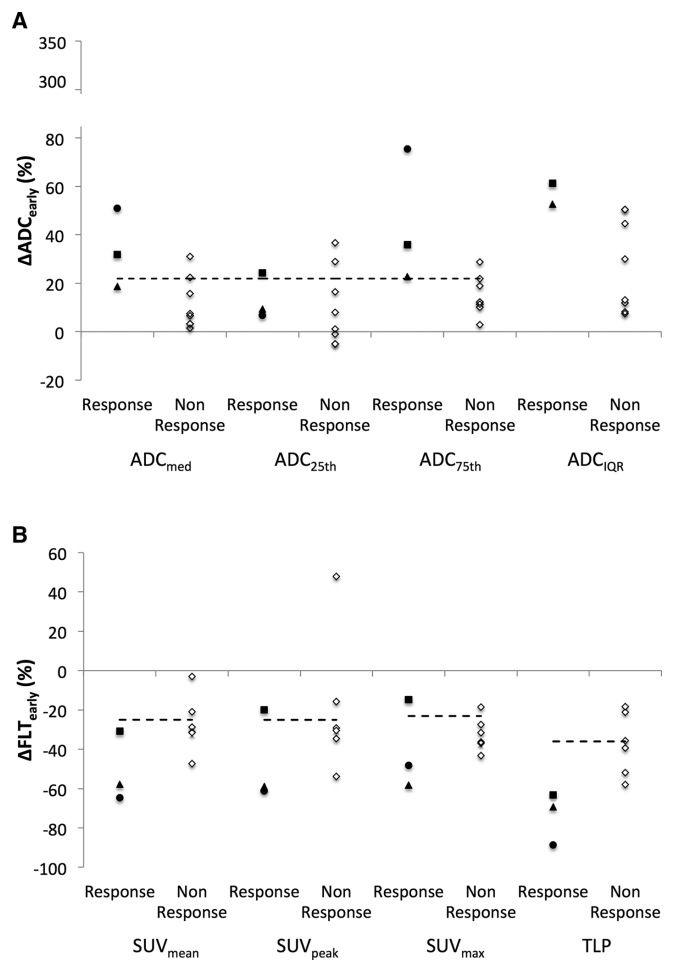 A
350
300
80
60
40
20
0
-20
ΔADCearly (%)
Response Non Response Response Non Response Response Non Response Response Non Response
ADCmed ADC25th ADC75th ADCIQR
B
60
40
20
0
-20
-40
-60
-80
-100
ΔFLTearly (%)
Response Non Response Response Non Response Response Non Response Response Non Response
SUVmean SUVpeak SUVmax TLP